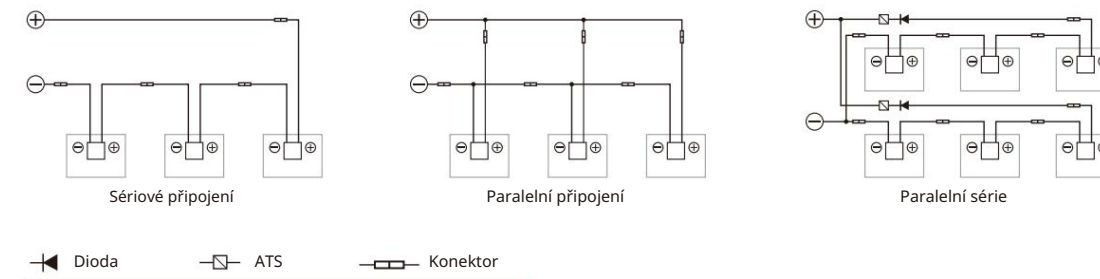 Sériové připojení
Paralelní připojení
Paralelní série
Dioda
ATS
Konektor